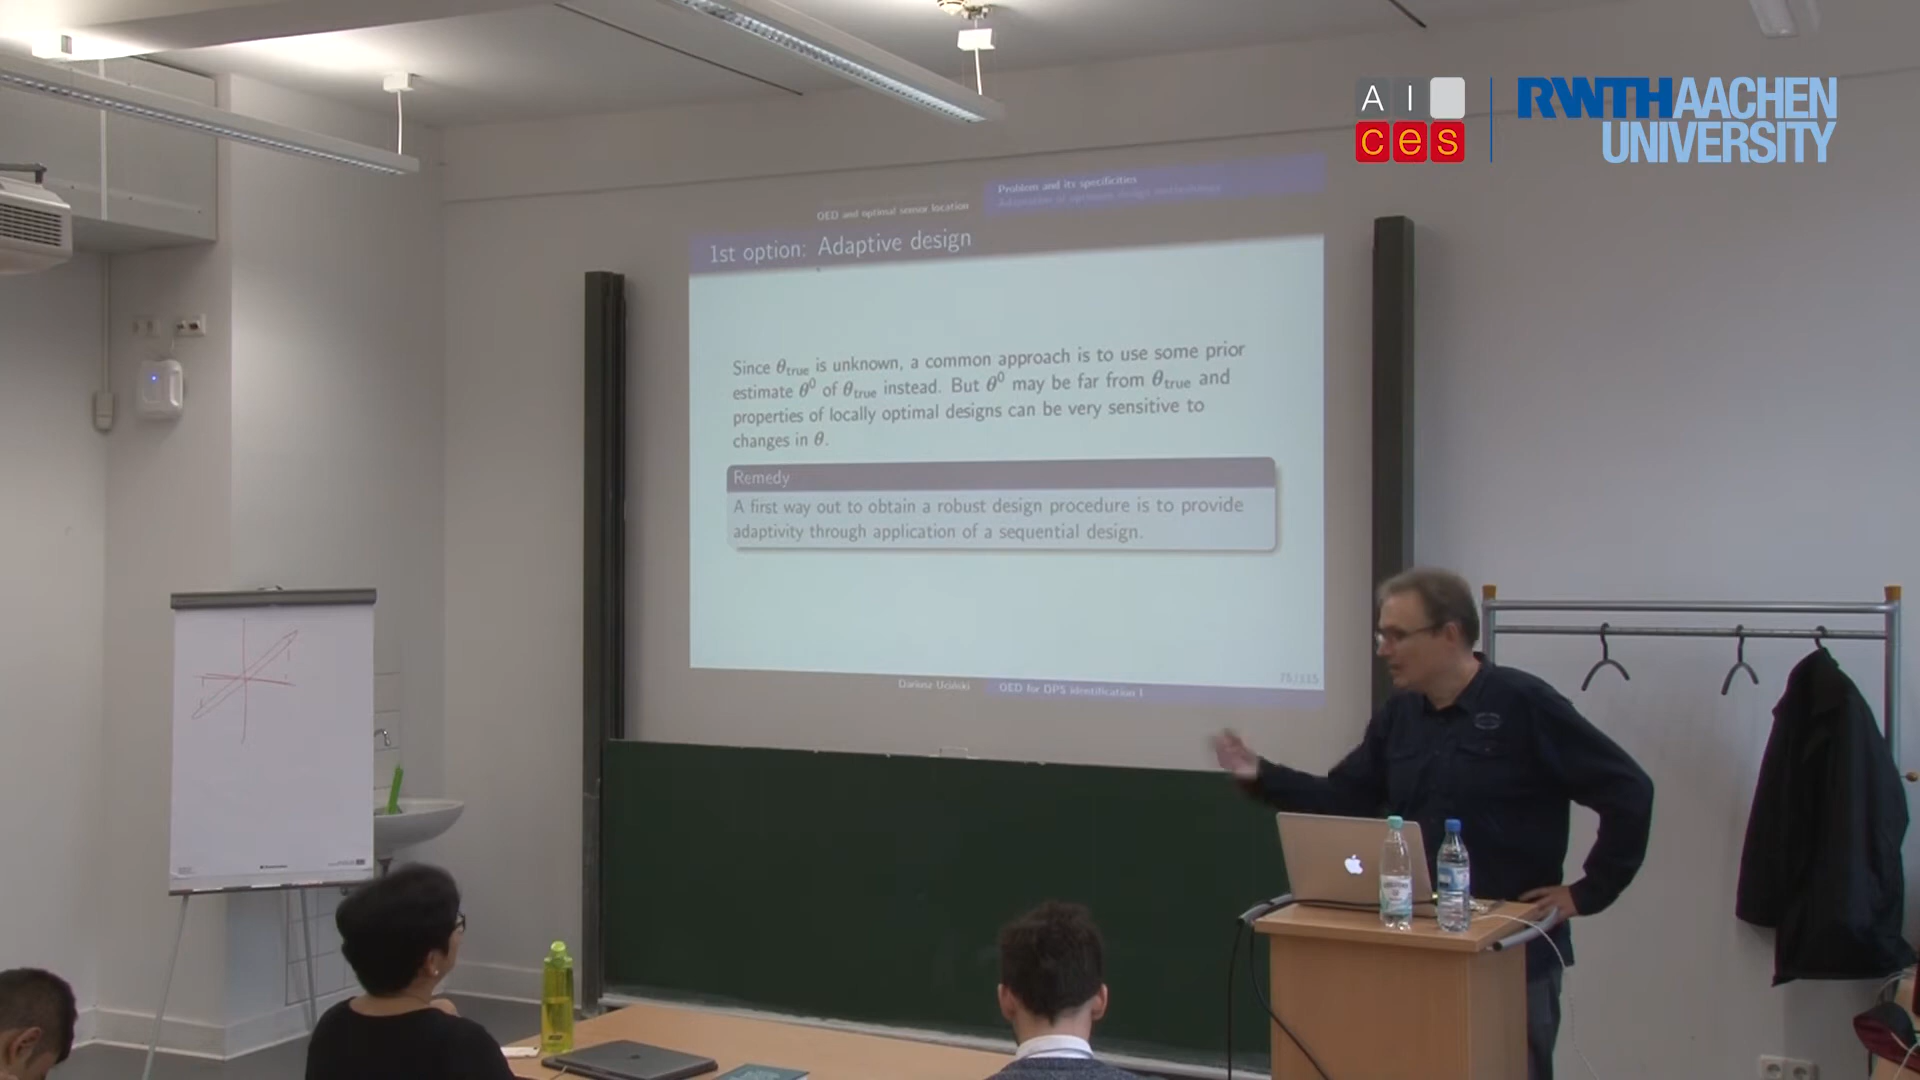 A I
ces
RWTHAACHEN
UNIVERSITY
Problem and its specificities
OED and optimal sensor location
1st option: Adaptive design
Since θtrue is unknown, a common approach is to use some prior
estimate θ⁰ of θtrue instead. But θ⁰ may be far from θtrue and
properties of locally optimal designs can be very sensitive to
changes in θ.
Remedy
A first way out to obtain a robust design procedure is to provide
adaptivity through application of a sequential design.
Dariusz Uciński
OED for DPS identification I